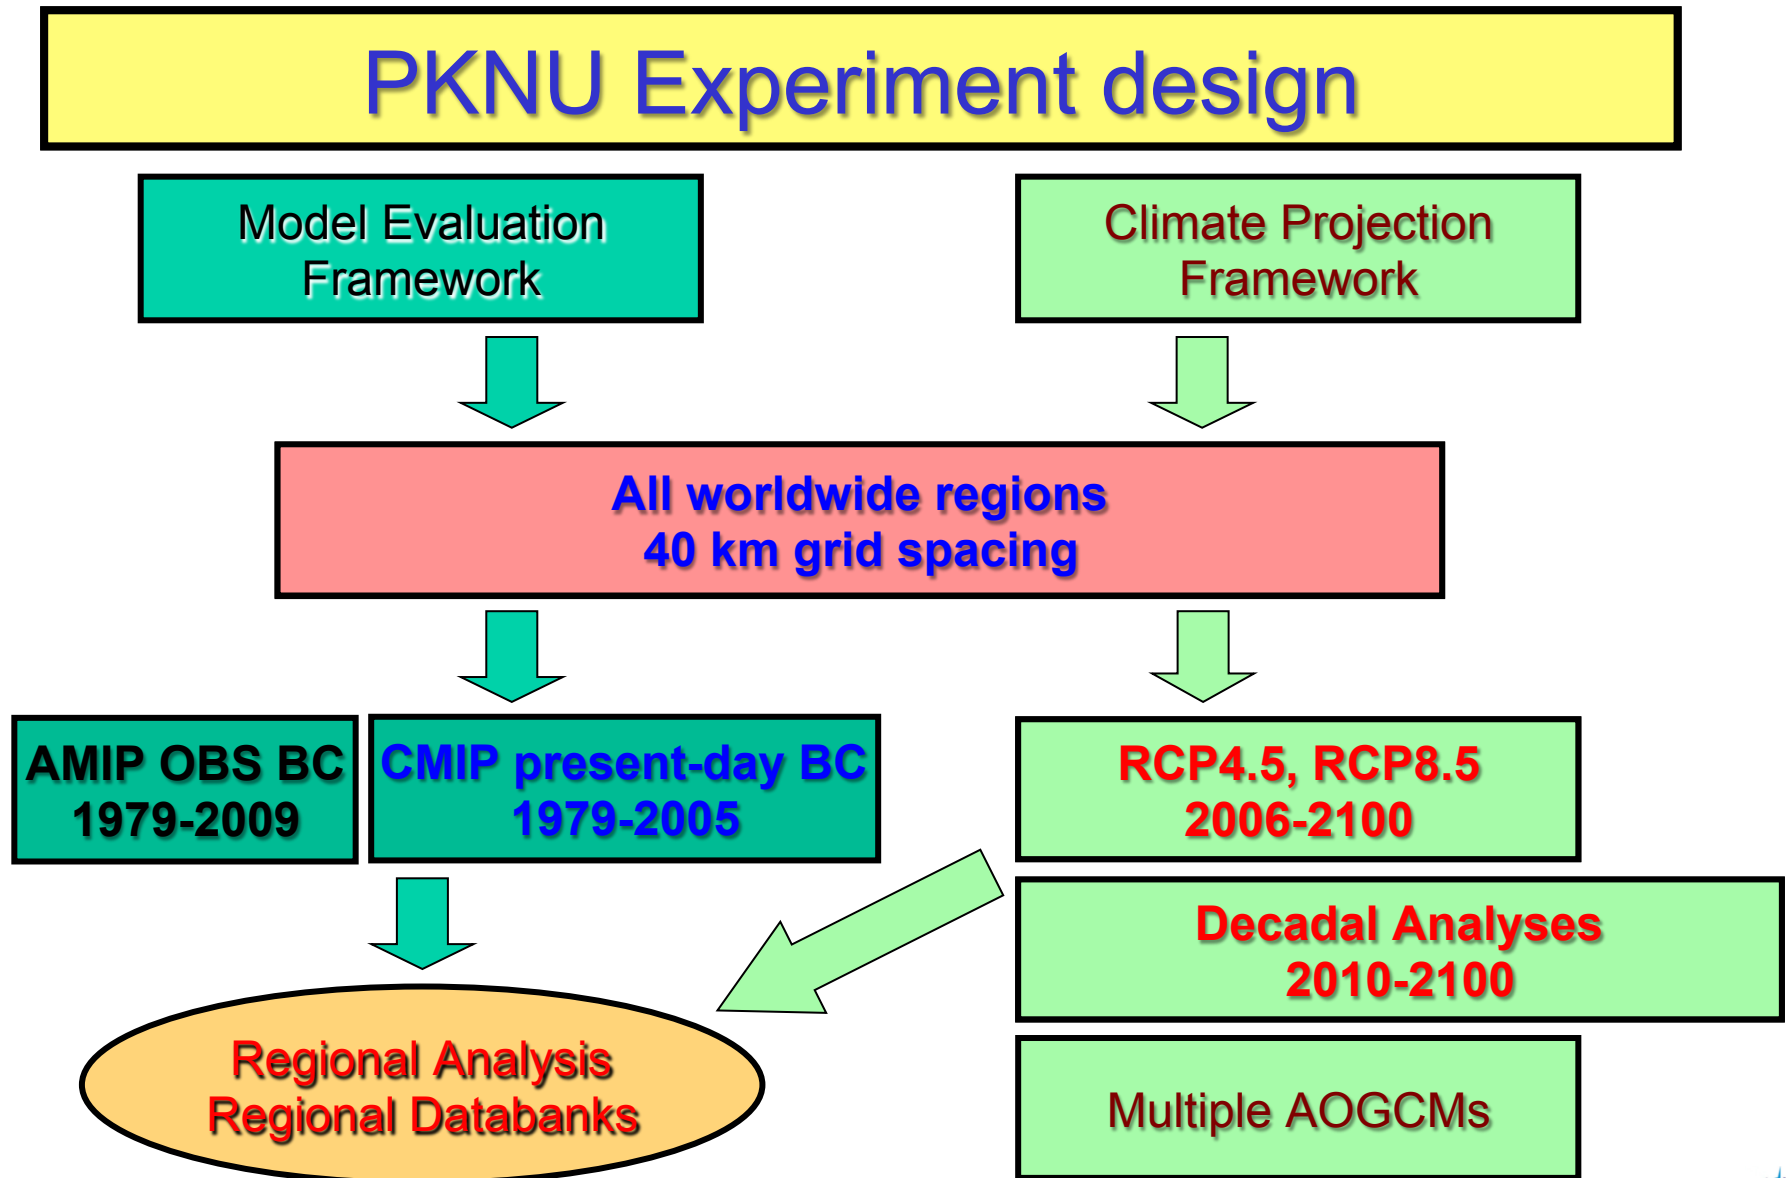 PKNU Experiment design
Model Evaluation
Framework
Climate Projection
Framework
All worldwide regions
40 km grid spacing
AMIP OBS BC
1979-2009
CMIP present-day BC
1979-2005
RCP4.5, RCP8.5
2006-2100
Decadal Analyses
2010-2100
Regional Analysis
Regional Databanks
Multiple AOGCMs